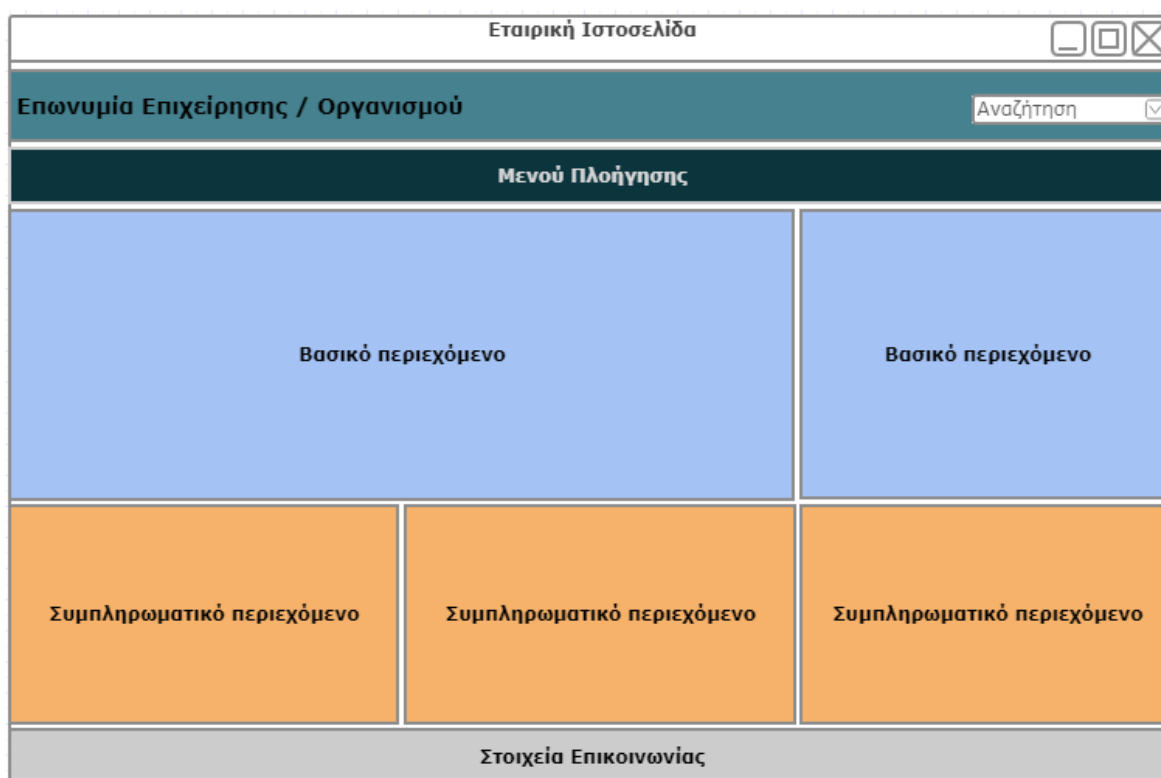 Εταιρική Ιστοσελίδα
Επωνυμία Επιχείρησης / Οργανισμού
Αναζήτηση
Μενού Πλοήγησης
Βασικό περιεχόμενο
Βασικό περιεχόμενο
Συμπληρωματικό περιεχόμενο
Συμπληρωματικό περιεχόμενο
Συμπληρωματικό περιεχόμενο
Στοιχεία Επικοινωνίας